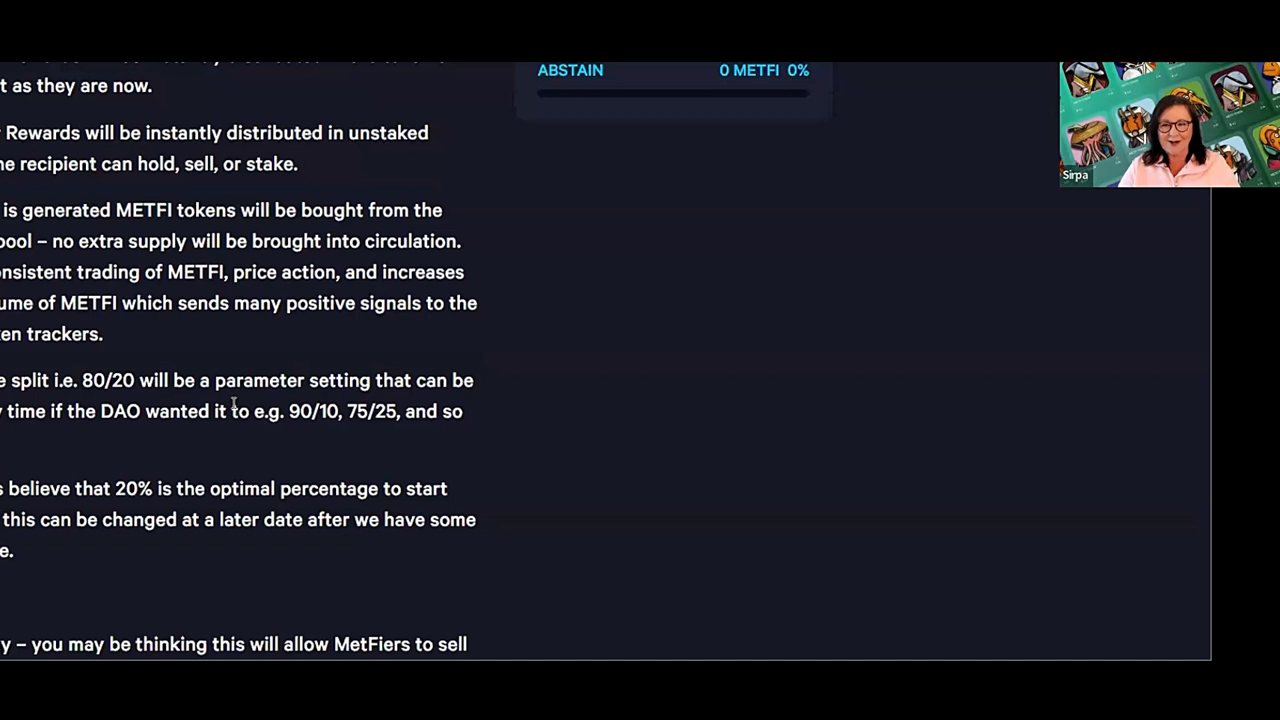 ABSTAIN 0 METFI 0%
t as they are now.
Rewards will be instantly distributed in unstaked
ne recipient can hold, sell, or stake.
is generated METFI tokens will be bought from the
pool – no extra supply will be brought into circulation.
onsistent trading of METFI, price action, and increases
ume of METFI which sends many positive signals to the
ken trackers.
e split i.e. 80/20 will be a parameter setting that can be
y time if the DAO wanted it to e.g. 90/10, 75/25, and so
s believe that 20% is the optimal percentage to start
this can be changed at a later date after we have some
e.
y – you may be thinking this will allow MetFiers to sell
Sirpa